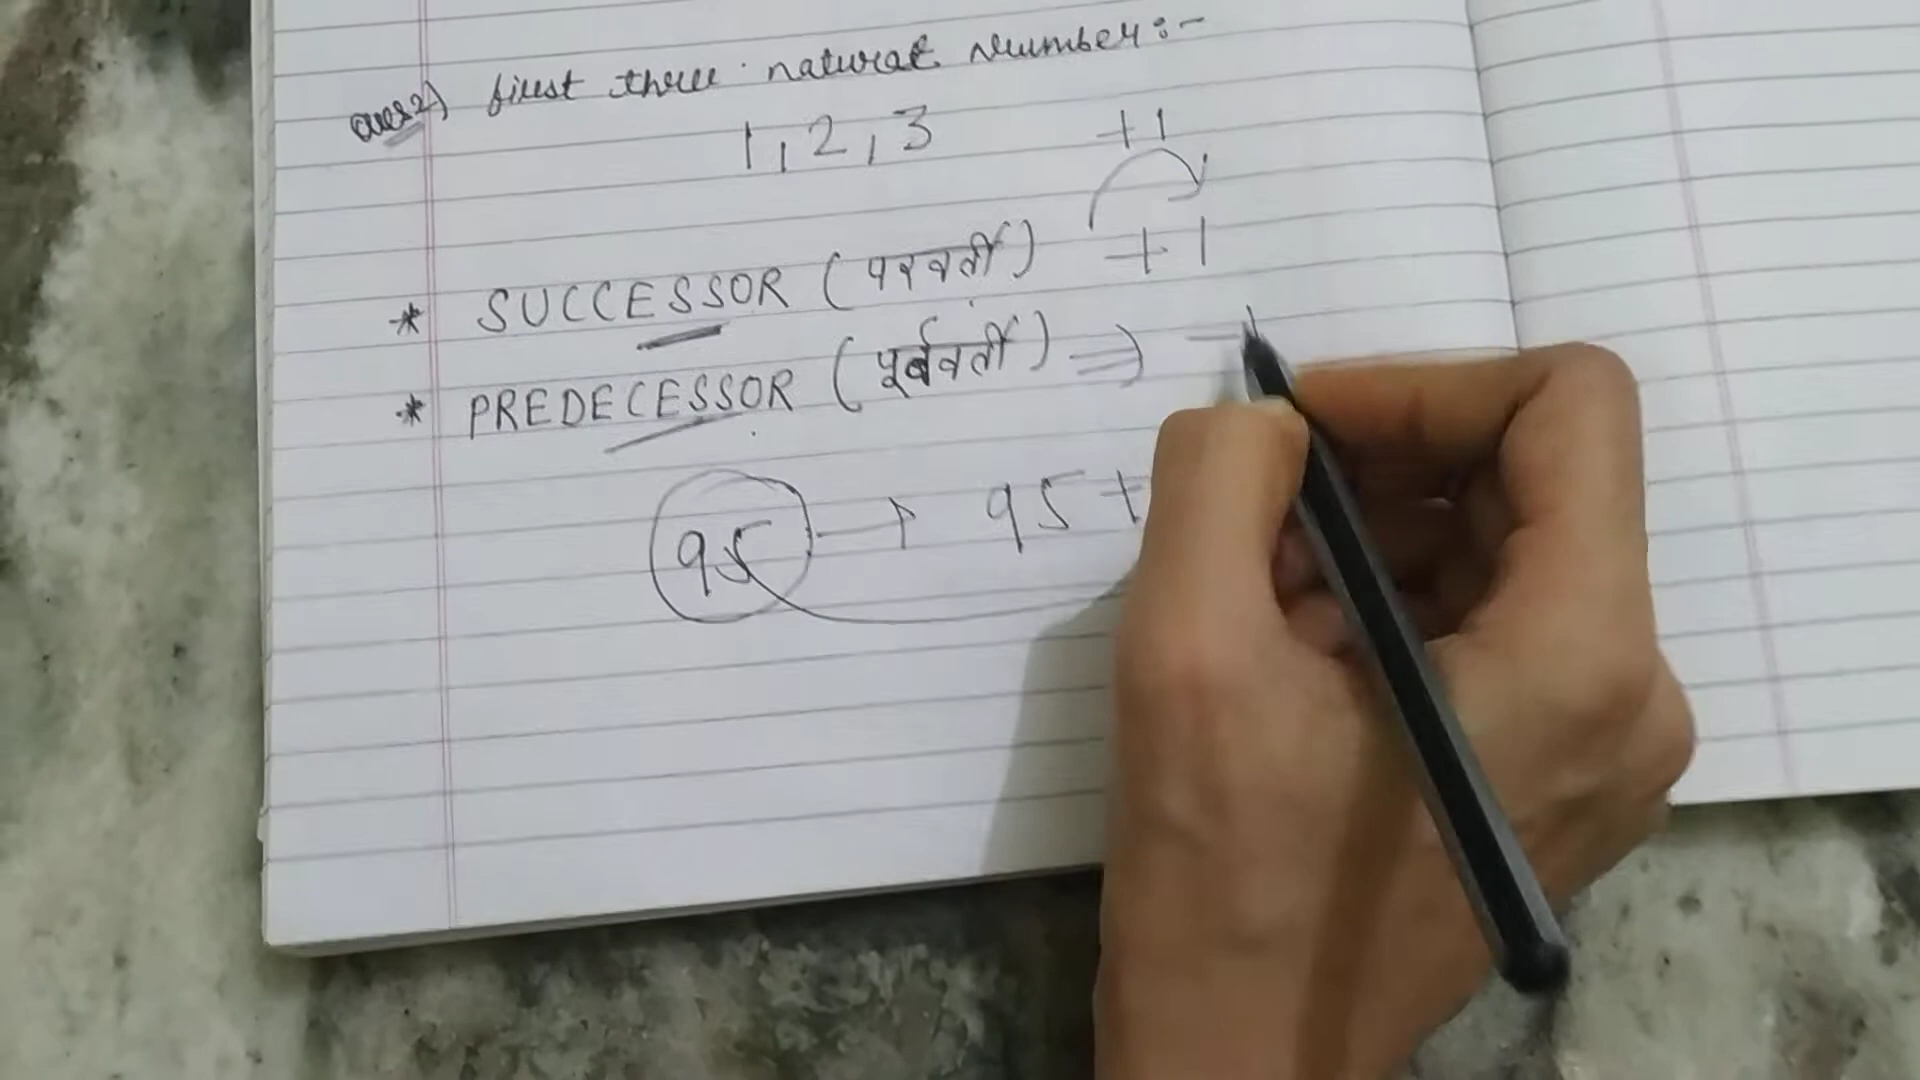 Ques2) first three natural number:-
1, 2, 3
+1
* SUCCESSOR (परवर्ती) +1
* PREDECESSOR (पूर्ववर्ती) ⇒ -1
95 → 95+